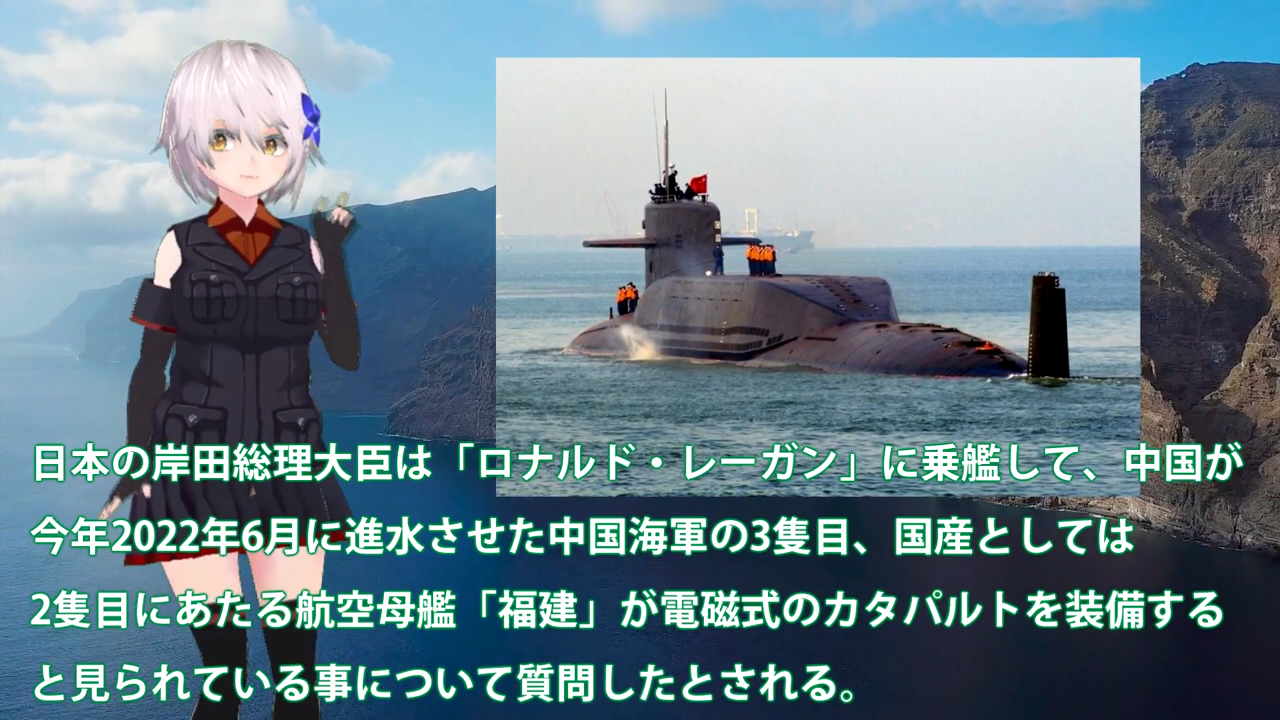 日本の岸田総理大臣は「ロナルド・レーガン」に乗艦して、中国が
今年2022年6月に進水させた中国海軍の3隻目、国産としては
2隻目にあたる航空母艦「福建」が電磁式のカタパルトを装備する
と見られている事について質問したとされる。